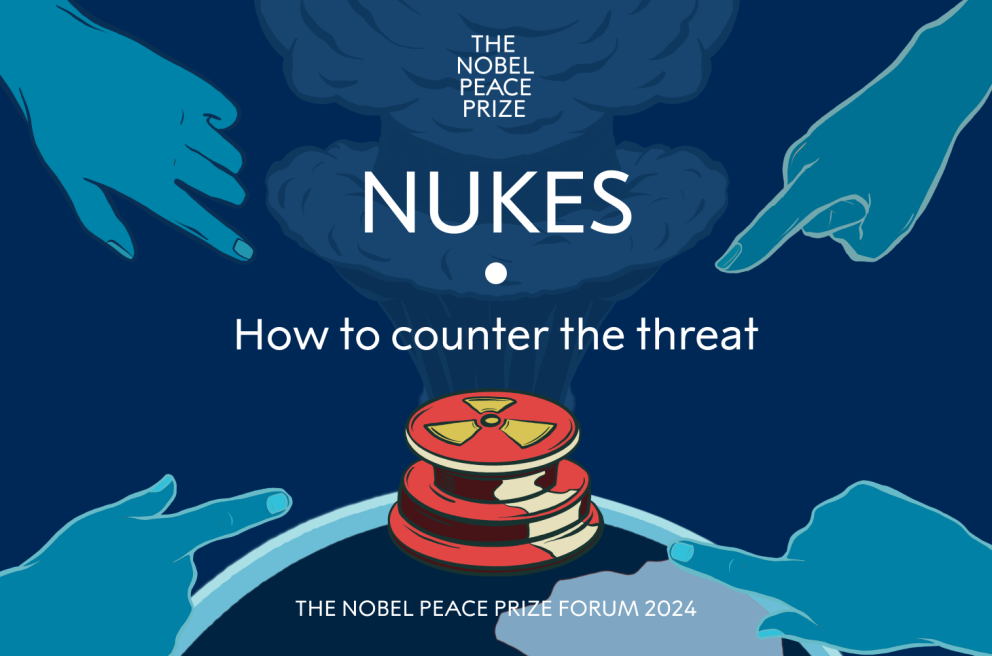 THE
NOBEL
PEACE
PRIZE
NUKES
How to counter the threat
THE NOBEL PEACE PRIZE FORUM 2024